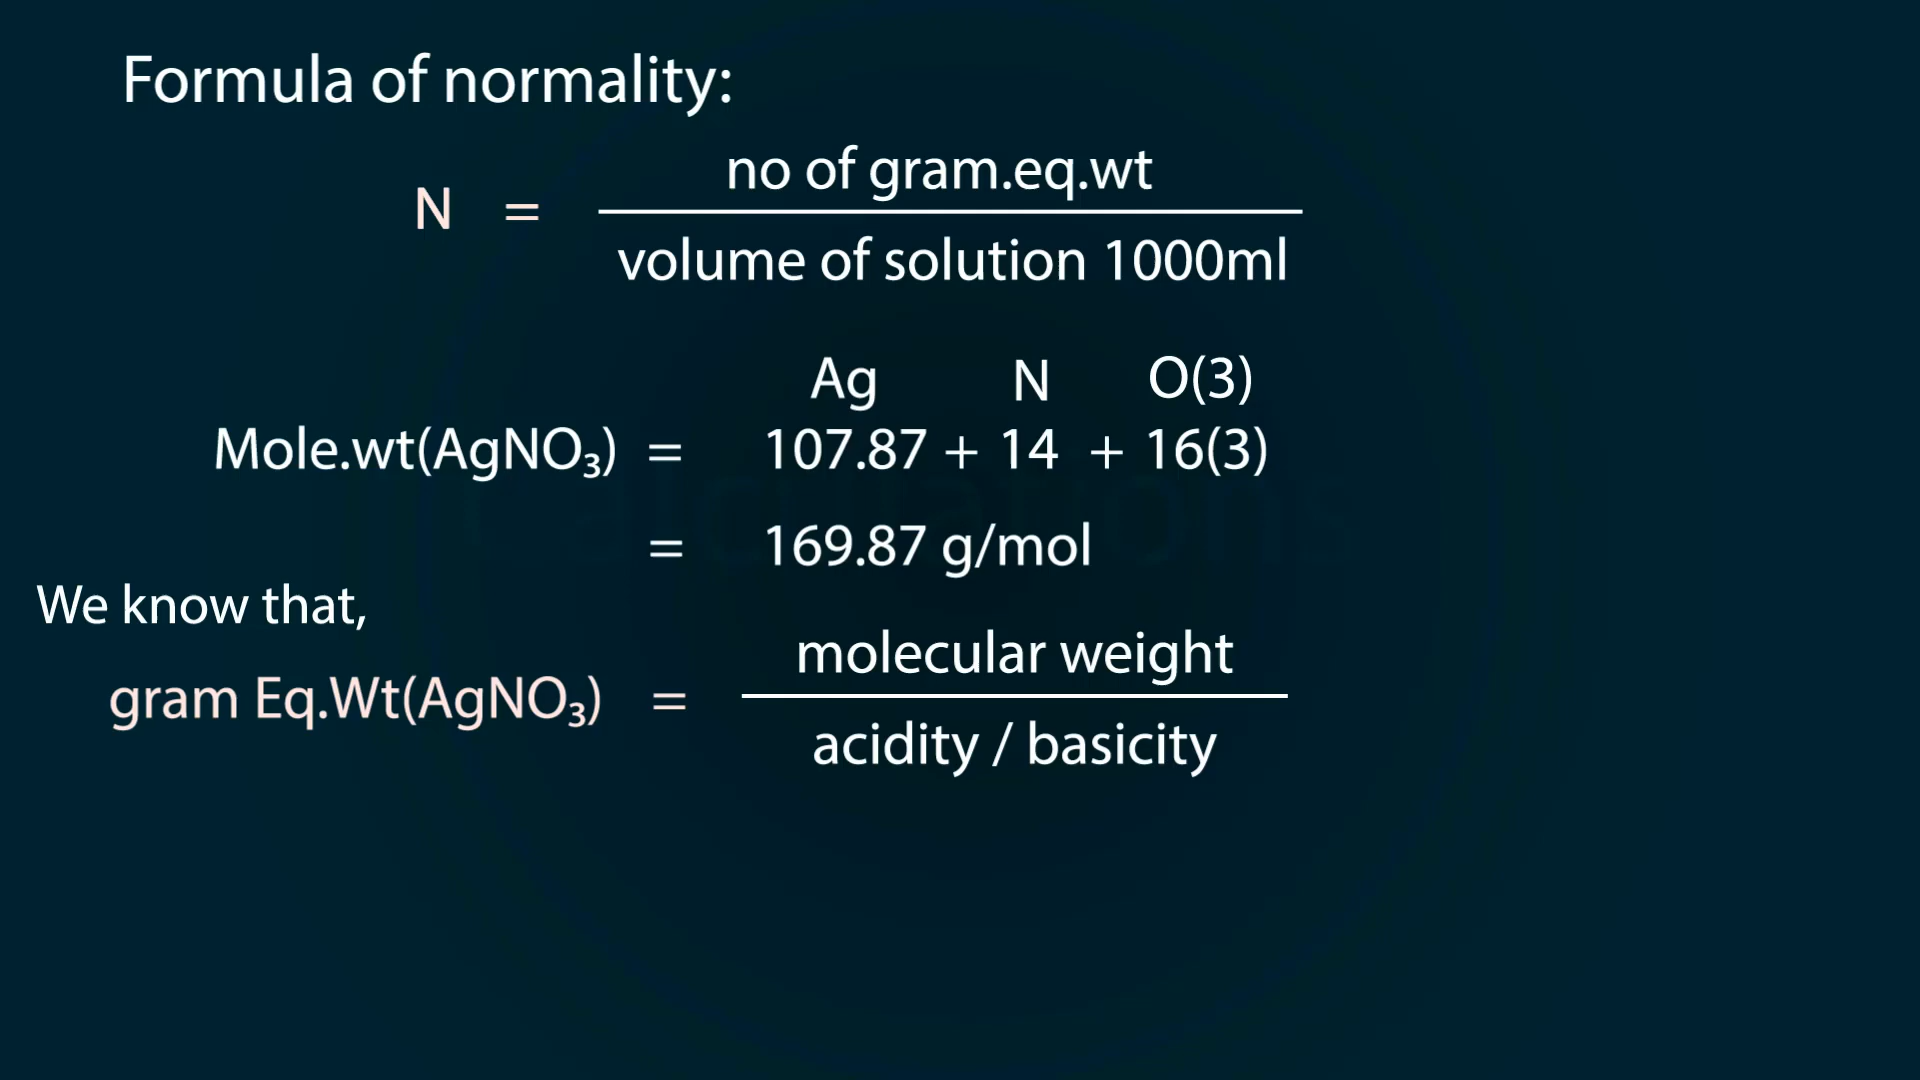 Formula of normality:
no of gram.eq.wt
N =
volume of solution 1000ml
Ag N O(3)
Mole.wt(AgNO₃) = 107.87 + 14 + 16(3)
= 169.87 g/mol
We know that,
molecular weight
gram Eq.Wt(AgNO₃) =
acidity / basicity
Calculations